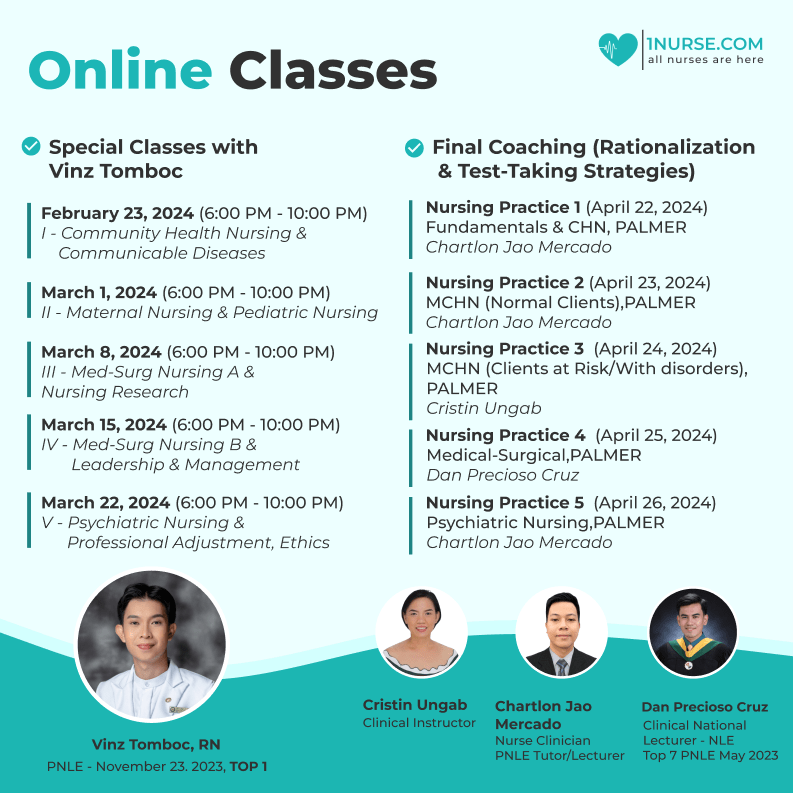 Online Classes
1NURSE.COM
all nurses are here
Special Classes with
Vinz Tomboc
February 23, 2024 (6:00 PM - 10:00 PM)
I - Community Health Nursing &
Communicable Diseases
March 1, 2024 (6:00 PM - 10:00 PM)
II - Maternal Nursing & Pediatric Nursing
March 8, 2024 (6:00 PM - 10:00 PM)
III - Med-Surg Nursing A &
Nursing Research
March 15, 2024 (6:00 PM - 10:00 PM)
IV - Med-Surg Nursing B &
Leadership & Management
March 22, 2024 (6:00 PM - 10:00 PM)
V - Psychiatric Nursing &
Professional Adjustment, Ethics
Final Coaching (Rationalization
& Test-Taking Strategies)
Nursing Practice 1 (April 22, 2024)
Fundamentals & CHN, PALMER
Chartlon Jao Mercado
Nursing Practice 2 (April 23, 2024)
MCHN (Normal Clients),PALMER
Chartlon Jao Mercado
Nursing Practice 3 (April 24, 2024)
MCHN (Clients at Risk/With disorders),
PALMER
Cristin Ungab
Nursing Practice 4 (April 25, 2024)
Medical-Surgical,PALMER
Dan Precioso Cruz
Nursing Practice 5 (April 26, 2024)
Psychiatric Nursing,PALMER
Chartlon Jao Mercado
Vinz Tomboc, RN
PNLE - November 23. 2023, TOP 1
Cristin Ungab
Clinical Instructor
Chartlon Jao
Mercado
Nurse Clinician
PNLE Tutor/Lecturer
Dan Precioso Cruz
Clinical National
Lecturer - NLE
Top 7 PNLE May 2023